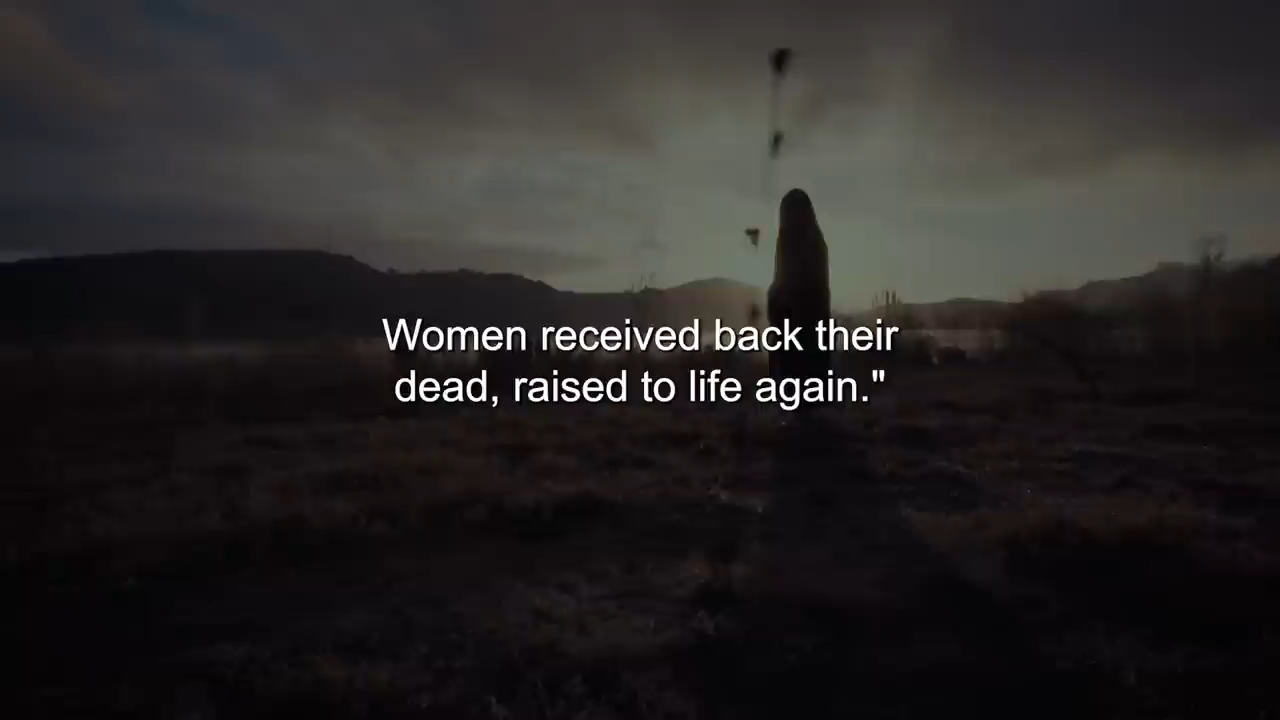 Women received back their
dead, raised to life again."